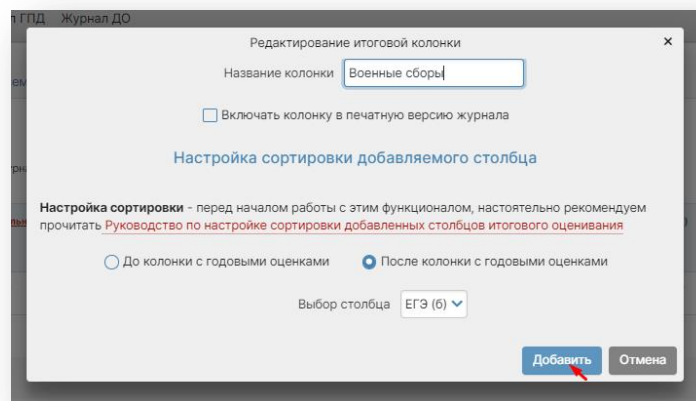 ГПД Журнал ДО
Редактирование итоговой колонки
Название колонки Военные сборы
Включать колонку в печатную версию журнала
Настройка сортировки добавляемого столбца
Настройка сортировки - перед началом работы с этим функционалом, настоятельно рекомендуем
прочитать Руководство по настройке сортировки добавленных столбцов итогового оценивания
До колонки с годовыми оценками После колонки с годовыми оценками
Выбор столбца ЕГЭ (б)
Добавить Отмена